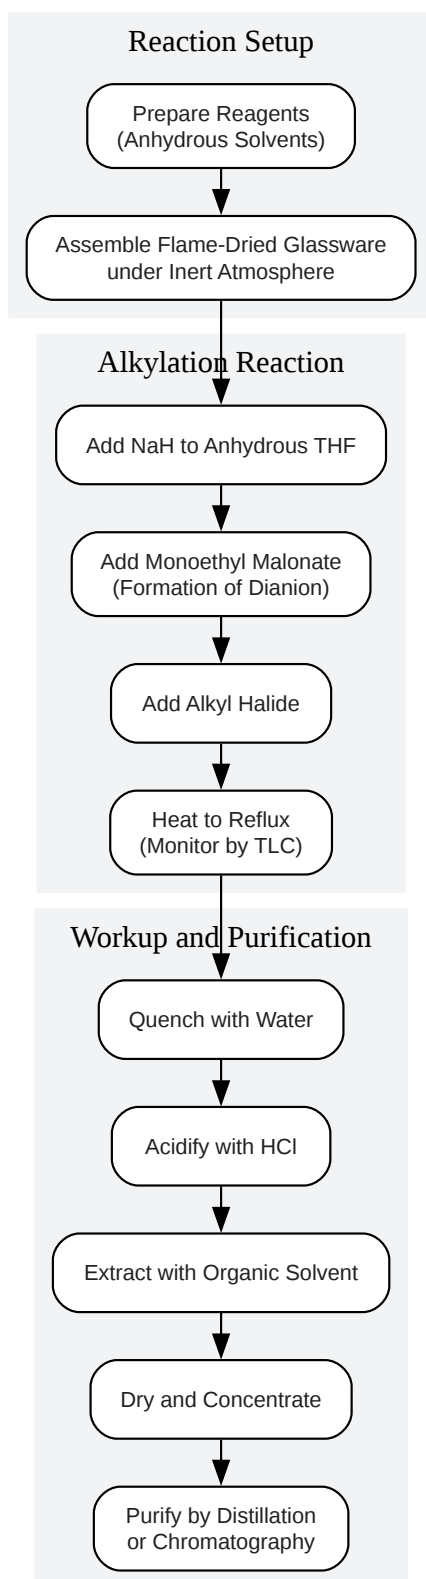 Reaction Setup
Prepare Reagents
(Anhydrous Solvents)
Assemble Flame-Dried Glassware
under Inert Atmosphere
Alkylation Reaction
Add NaH to Anhydrous THF
Add Monoethyl Malonate
(Formation of Dianion)
Add Alkyl Halide
Heat to Reflux
(Monitor by TLC)
Workup and Purification
Quench with Water
Acidify with HCl
Extract with Organic Solvent
Dry and Concentrate
Purify by Distillation
or Chromatography